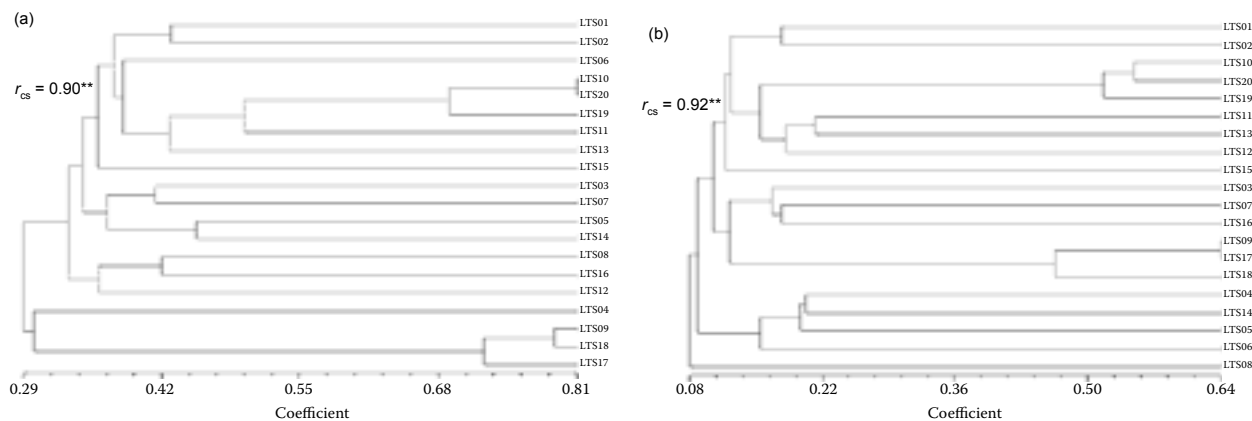 (a)
LTS01
LTS02
LTS06
LTS10
LTS20
LTS19
LTS11
LTS13
LTS15
LTS03
LTS07
LTS05
LTS14
LTS08
LTS16
LTS12
LTS04
LTS09
LTS18
LTS17
r_cs = 0.90**
0.29 0.42 0.55 0.68 0.81
Coefficient
(b)
LTS01
LTS02
LTS10
LTS20
LTS19
LTS11
LTS13
LTS12
LTS15
LTS03
LTS07
LTS16
LTS09
LTS17
LTS18
LTS04
LTS14
LTS05
LTS06
LTS08
r_cs = 0.92**
0.08 0.22 0.36 0.50 0.64
Coefficient